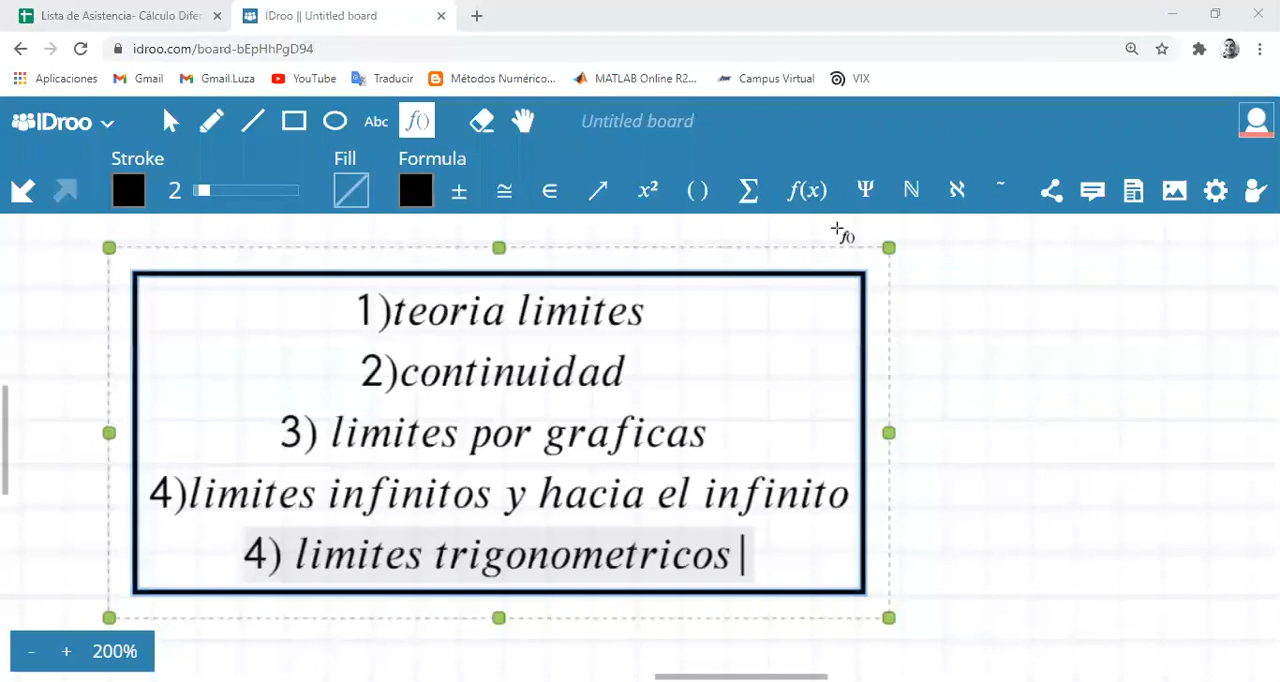 Lista de Asistencia- Cálculo Difer
IDroo || Untitled board
idroo.com/board-bEpHhPgD94
Aplicaciones Gmail Gmail.Luza YouTube Traducir Métodos Numérico... MATLAB Online R2... Campus Virtual VIX
IDroo Abc f() Untitled board
Stroke Fill Formula
2 ± ≅ ∈ x² ( ) ∑ f(x) Ψ ℕ ℵ ~
f()
1)teoria limites
2)continuidad
3) limites por graficas
4)limites infinitos y hacia el infinito
4) limites trigonometricos
- + 200%